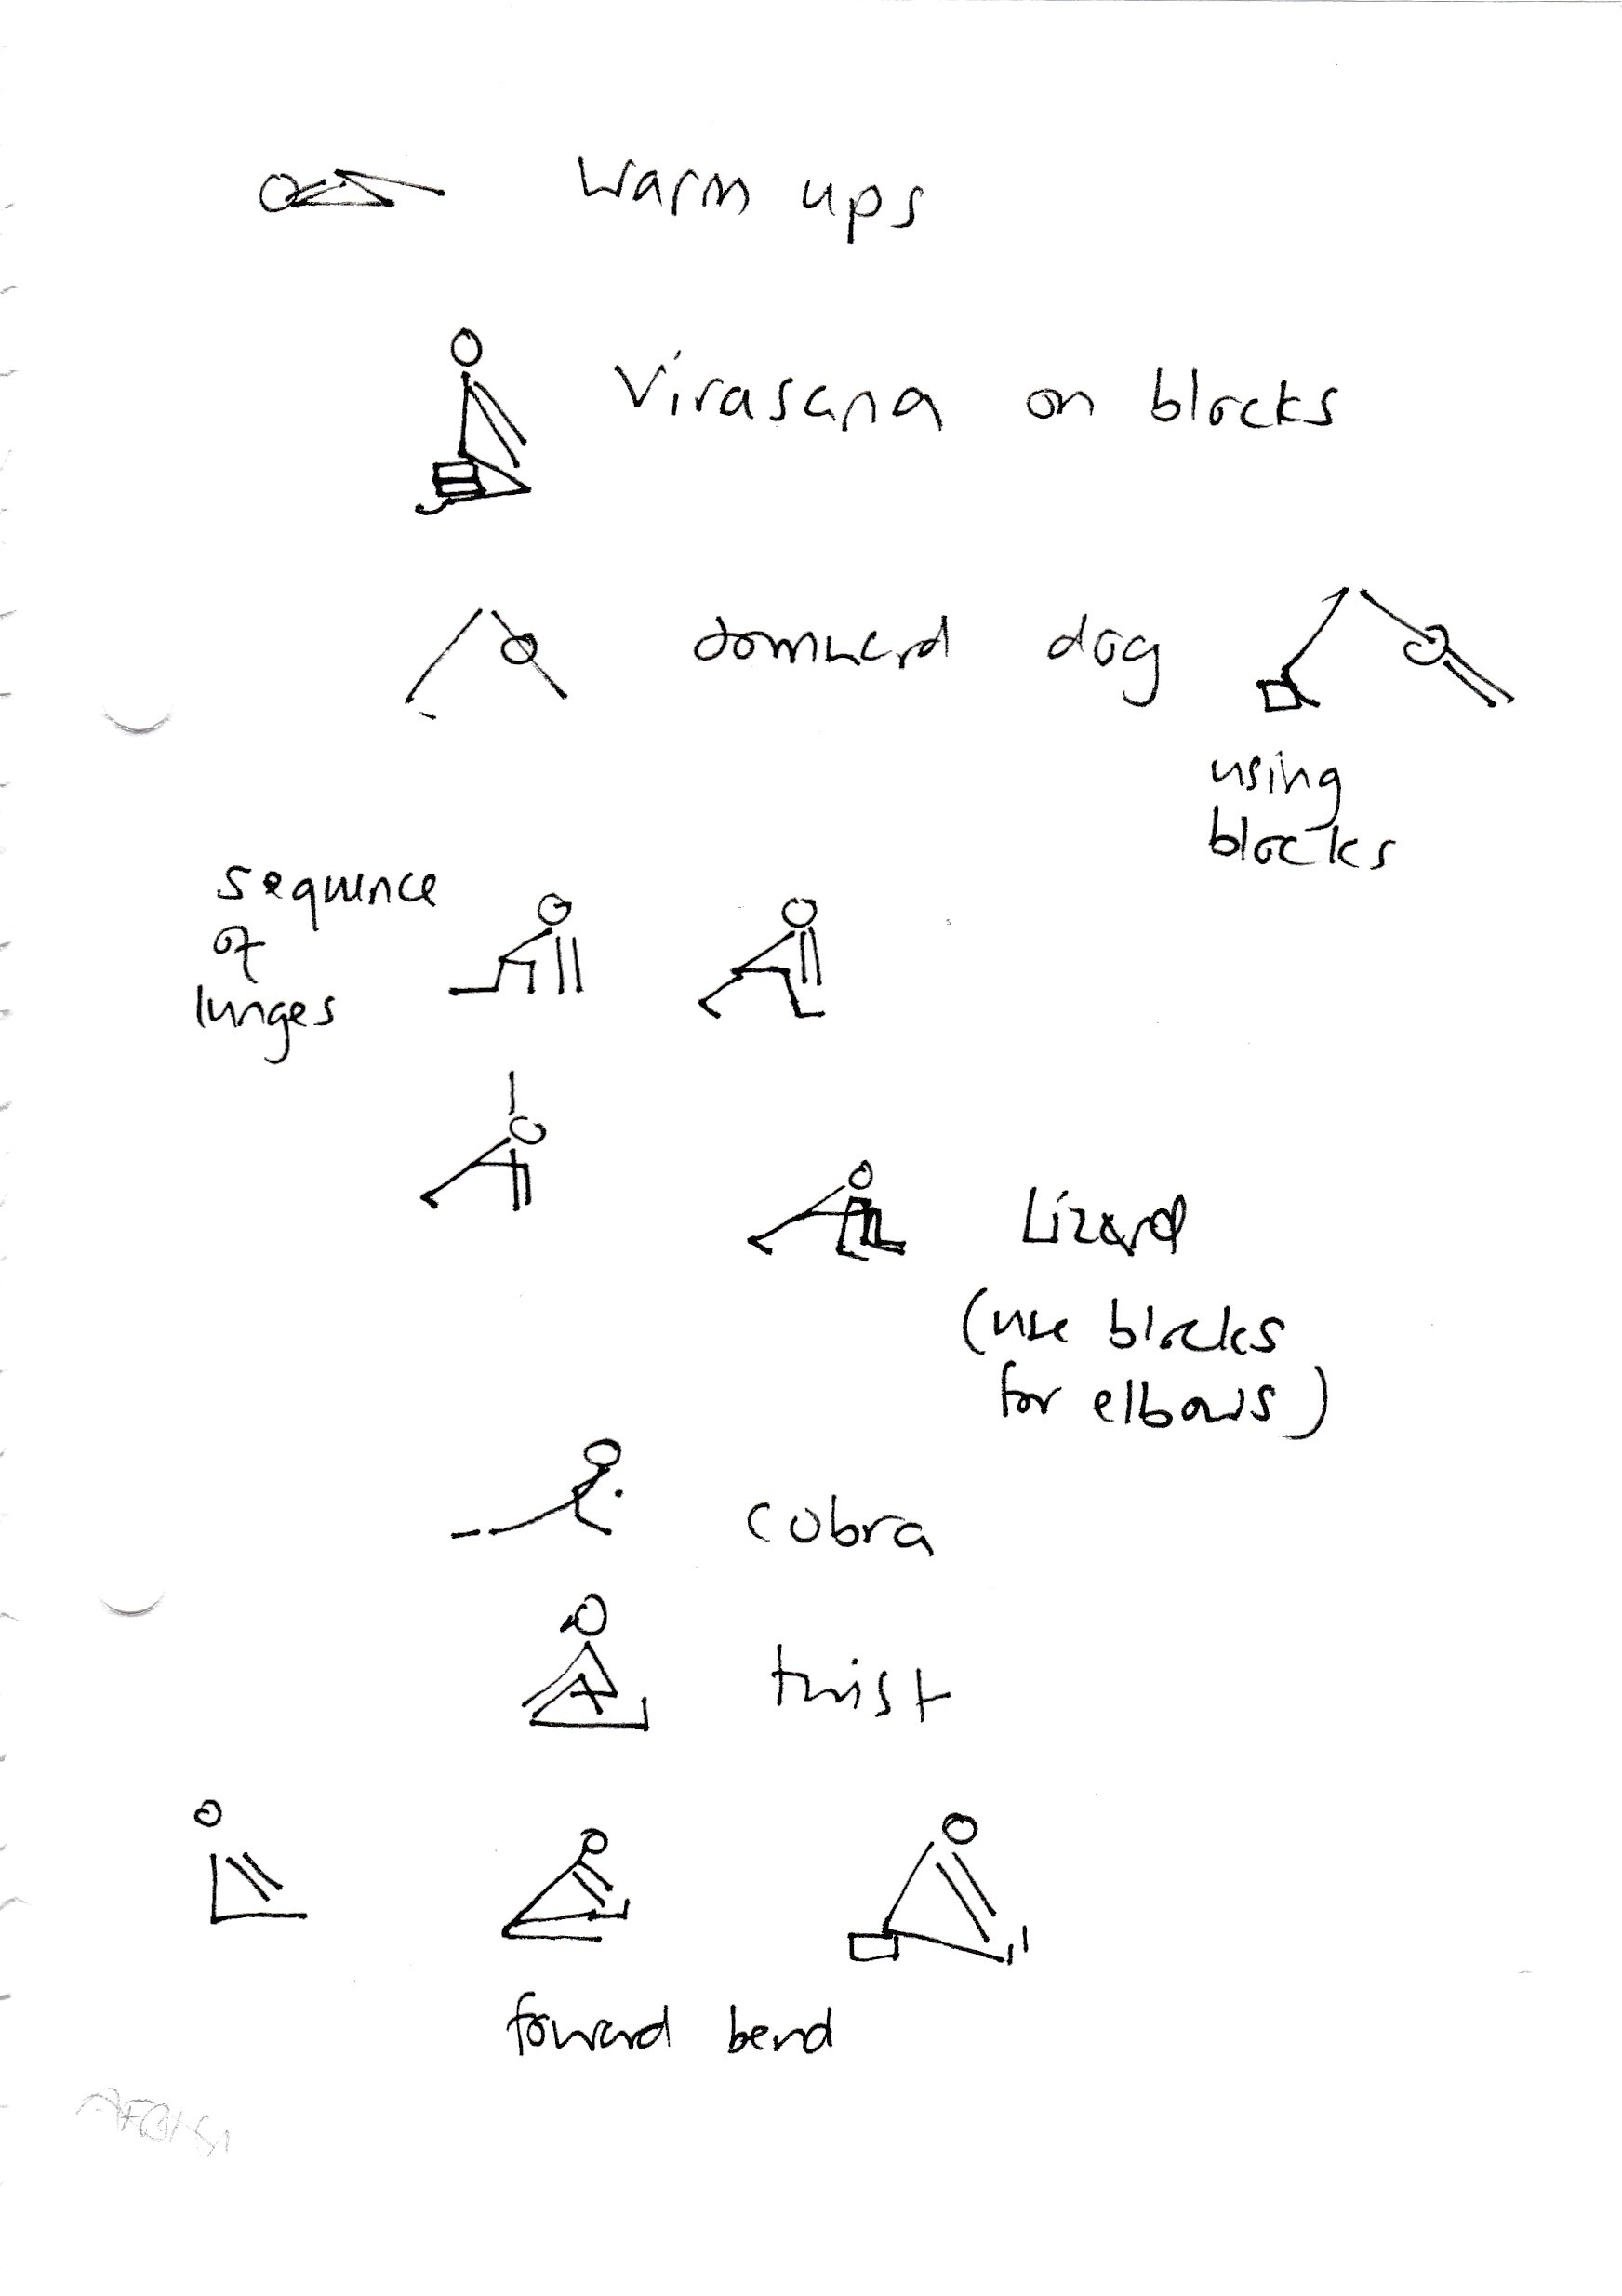 Warm ups
Virasana on blocks
downward dog
using
blocks
sequence
of
lunges
Lizard
(use blocks
for elbows)
cobra
twist
forward bend